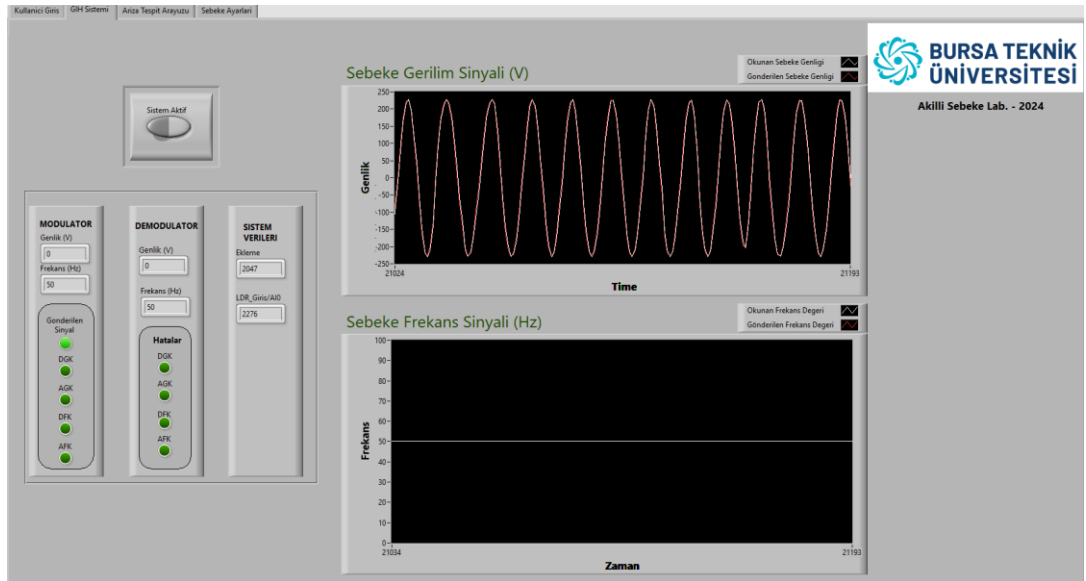 Kullanici Giris GIH Sistemi Ariza Tespit Arayuzu Sebeke Ayarlari
BURSA TEKNİK
ÜNİVERSİTESİ
Akilli Sebeke Lab. - 2024
Sistem Aktif
MODULATOR
Genlik (V)
0
Frekans (Hz)
50
Gonderilen
Sinyal
DGK
AGK
DFK
AFK
DEMODULATOR
Genlik (V)
0
Frekans (Hz)
50
Hatalar
DGK
AGK
DFK
AFK
SISTEM
VERILERI
Ekleme
2047
LDR_Giris/AI0
2276
Sebeke Gerilim Sinyali (V)
Okunan Sebeke Genligi
Gonderilen Sebeke Genligi
Genlik
250
200
150
100
50
0
-50
-100
-150
-200
-250
21024
21193
Time
Sebeke Frekans Sinyali (Hz)
Okunan Frekans Degeri
Gönderilen Frekans Degeri
Frekans
100
90
80
70
60
50
40
30
20
10
0
21034
21193
Zaman